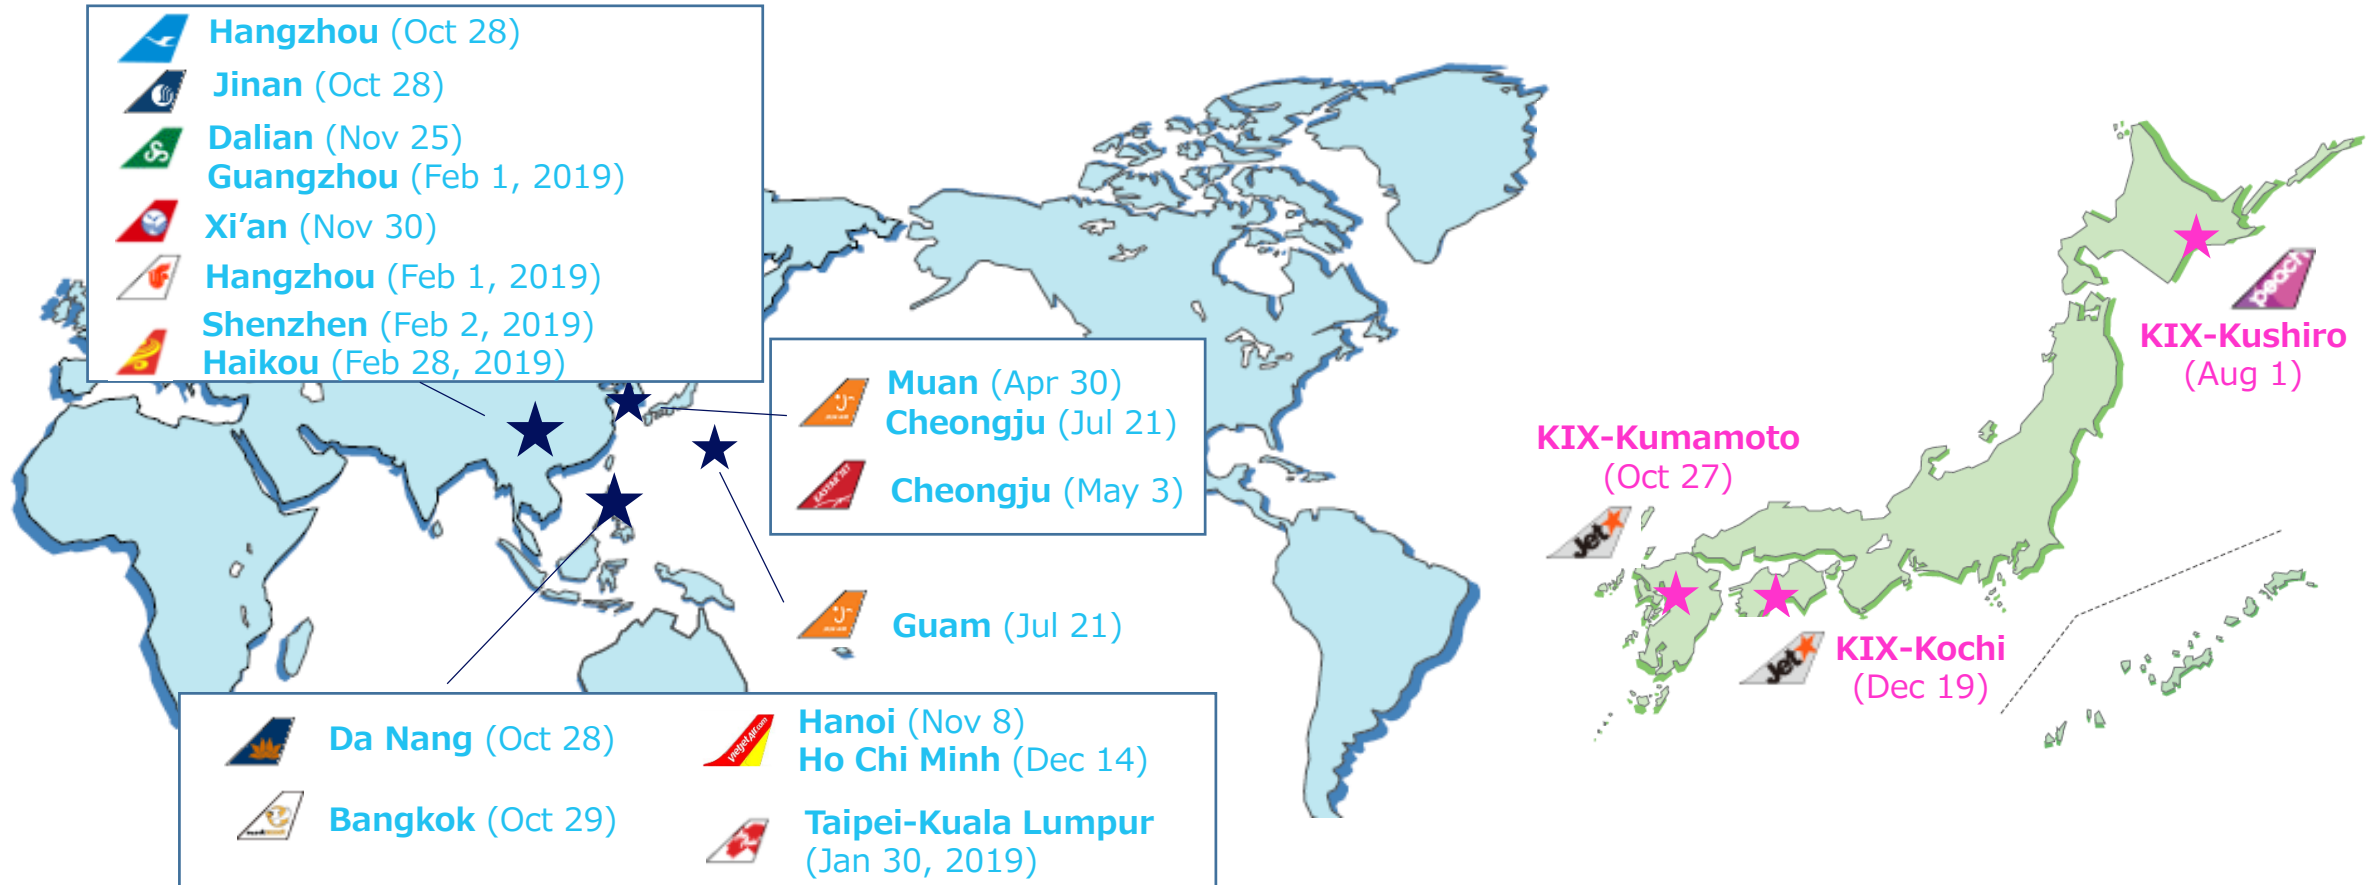 Hangzhou (Oct 28)
Jinan (Oct 28)
Dalian (Nov 25)
Guangzhou (Feb 1, 2019)
Xi’an (Nov 30)
Hangzhou (Feb 1, 2019)
Shenzhen (Feb 2, 2019)
Haikou (Feb 28, 2019)
Muan (Apr 30)
Cheongju (Jul 21)
EASTAR JET
Cheongju (May 3)
Guam (Jul 21)
Da Nang (Oct 28)
Bangkok (Oct 29)
VietjetAir.com
Hanoi (Nov 8)
Ho Chi Minh (Dec 14)
Taipei-Kuala Lumpur
(Jan 30, 2019)
peach
KIX-Kushiro
(Aug 1)
KIX-Kumamoto
(Oct 27)
Jet
Jet
KIX-Kochi
(Dec 19)